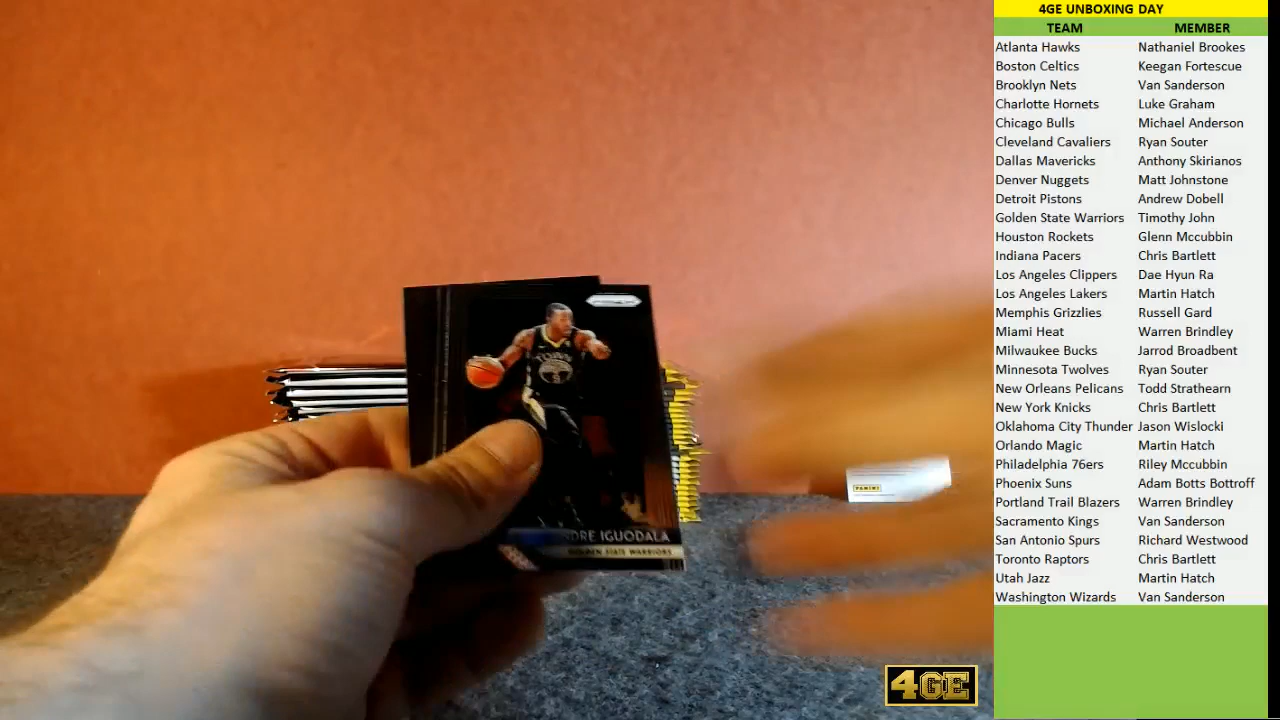 4GE UNBOXING DAY
TEAM MEMBER
Atlanta Hawks Nathaniel Brookes
Boston Celtics Keegan Fortescue
Brooklyn Nets Van Sanderson
Charlotte Hornets Luke Graham
Chicago Bulls Michael Anderson
Cleveland Cavaliers Ryan Souter
Dallas Mavericks Anthony Skirianos
Denver Nuggets Matt Johnstone
Detroit Pistons Andrew Dobell
Golden State Warriors Timothy John
Houston Rockets Glenn Mccubbin
Indiana Pacers Chris Bartlett
Los Angeles Clippers Dae Hyun Ra
Los Angeles Lakers Martin Hatch
Memphis Grizzlies Russell Gard
Miami Heat Warren Brindley
Milwaukee Bucks Jarrod Broadbent
Minnesota Twolves Ryan Souter
New Orleans Pelicans Todd Strathearn
New York Knicks Chris Bartlett
Oklahoma City Thunder Jason Wislocki
Orlando Magic Martin Hatch
Philadelphia 76ers Riley Mccubbin
Phoenix Suns Adam Botts Bottroff
Portland Trail Blazers Warren Brindley
Sacramento Kings Van Sanderson
San Antonio Spurs Richard Westwood
Toronto Raptors Chris Bartlett
Utah Jazz Martin Hatch
Washington Wizards Van Sanderson
IGUODALA
GOLDEN STATE WARRIORS
PANINI
4GE